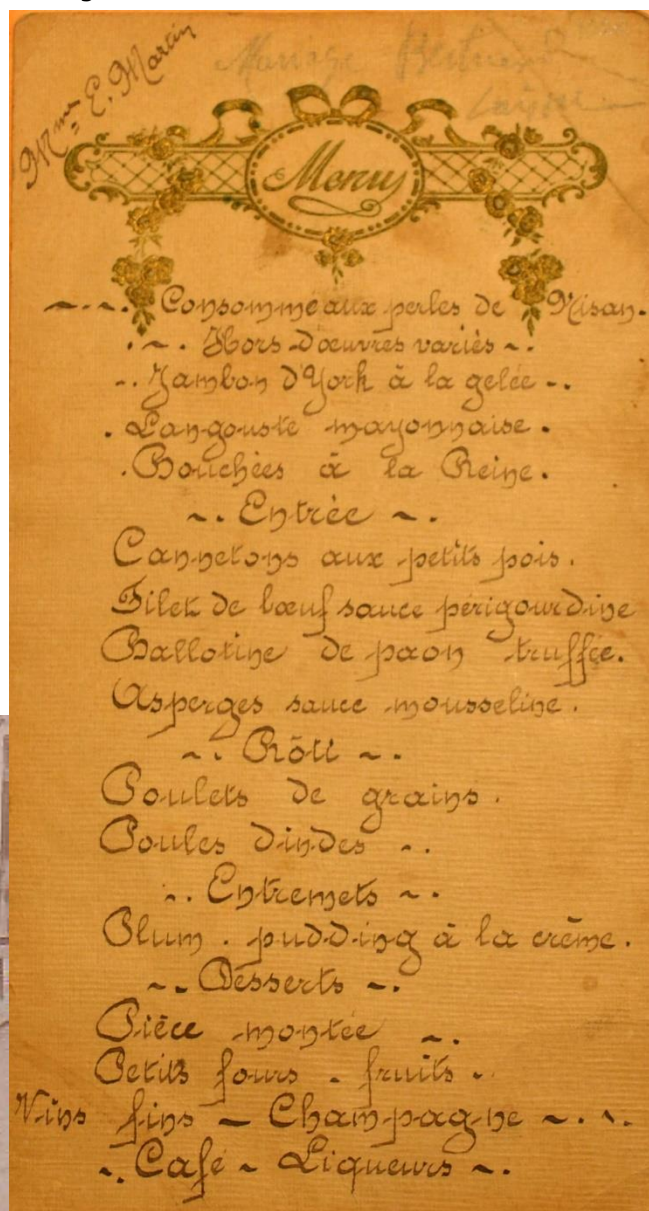 Mmes E. Martin
Mariage
Menu
Consommé aux perles de Nisan.
Hors-d'œuvres variés
Jambon d'York à la gelée
Langouste mayonnaise.
Bouchées à la Reine.
Entrée
Cannetons aux petits pois.
Filet de bœuf sauce périgourdine
Ballotine de paon truffée.
Asperges sauce mousseline.
Rôti
Poulets de grains.
Poules dindes
Entremets
Plum-pudding à la crème.
Desserts
Pièce montée
Petits fours - fruits
Vins fins - Champagne
Café - Liqueurs